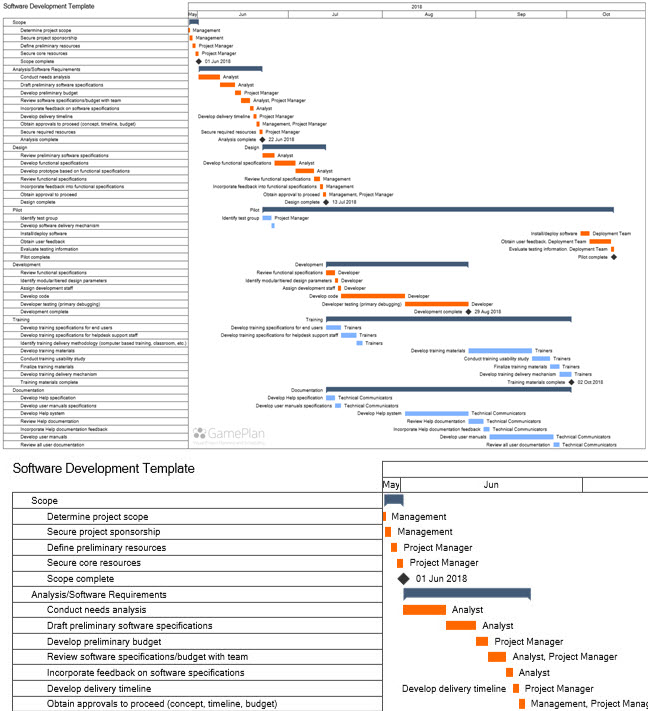 Software Development Template
2018
May Jun Jul Aug Sep Oct
Scope
Determine project scope Management
Secure project sponsorship Management
Define preliminary resources Project Manager
Secure core resources Project Manager
Scope complete 01 Jun 2018
Analysis/Software Requirements
Conduct needs analysis Analyst
Draft preliminary software specifications Analyst
Develop preliminary budget Project Manager
Review software specifications/budget with team Analyst, Project Manager
Incorporate feedback on software specifications Analyst
Develop delivery timeline Develop delivery timeline Project Manager
Obtain approvals to proceed (concept, timeline, budget) Management, Project Manager
Secure required resources Secure required resources Project Manager
Analysis complete Analysis complete 22 Jun 2018
Design Design
Review preliminary software specifications Analyst
Develop functional specifications Develop functional specifications Analyst
Develop prototype based on functional specifications Analyst
Review functional specifications Review functional specifications Management
Incorporate feedback into functional specifications Incorporate feedback into functional specifications Management
Obtain approval to proceed Obtain approval to proceed Management, Project Manager
Design complete Design complete 13 Jul 2018
Pilot Pilot
Identify test group Identify test group Project Manager
Develop software delivery mechanism
Install/deploy software Install/deploy software Deployment Team
Obtain user feedback Obtain user feedback, Deployment Team
Evaluate testing information Evaluate testing information, Deployment Team
Pilot complete Pilot complete
Development Development
Review functional specifications Review functional specifications Developer
Identify modular/tiered design parameters Identify modular/tiered design parameters Developer
Assign development staff Assign development staff Developer
Develop code Develop code Developer
Developer testing (primary debugging) Developer testing (primary debugging) Developer
Development complete Development complete 29 Aug 2018
Training Training
Develop training specifications for end users Develop training specifications for end users Trainers
Develop training specifications for helpdesk support staff Develop training specifications for helpdesk support staff Trainers
Identify training delivery methodology (computer based training, classroom, etc.) Trainers
Develop training materials Develop training materials Trainers
Conduct training usability study Conduct training usability study Trainers
Finalize training materials Finalize training materials Trainers
Develop training delivery mechanism Develop training delivery mechanism Trainers
Training materials complete Training materials complete 02 Oct 2018
Documentation Documentation
Develop Help specification Develop Help specification Technical Communicators
Develop user manuals specifications Develop user manuals specifications Technical Communicators
Develop Help system Develop Help system Technical Communicators
Review Help documentation Review Help documentation Technical Communicators
Incorporate Help documentation feedback Incorporate Help documentation feedback Technical Communicators
Develop user manuals Develop user manuals Technical Communicators
Review all user documentation Review all user documentation Technical Communicators
GamePlan
Software Development Template
May Jun
Scope
Determine project scope Management
Secure project sponsorship Management
Define preliminary resources Project Manager
Secure core resources Project Manager
Scope complete 01 Jun 2018
Analysis/Software Requirements
Conduct needs analysis Analyst
Draft preliminary software specifications Analyst
Develop preliminary budget Project Manager
Review software specifications/budget with team Analyst, Project Manager
Incorporate feedback on software specifications Analyst
Develop delivery timeline Develop delivery timeline Project Manager
Obtain approvals to proceed (concept, timeline, budget) Management, Project Mana